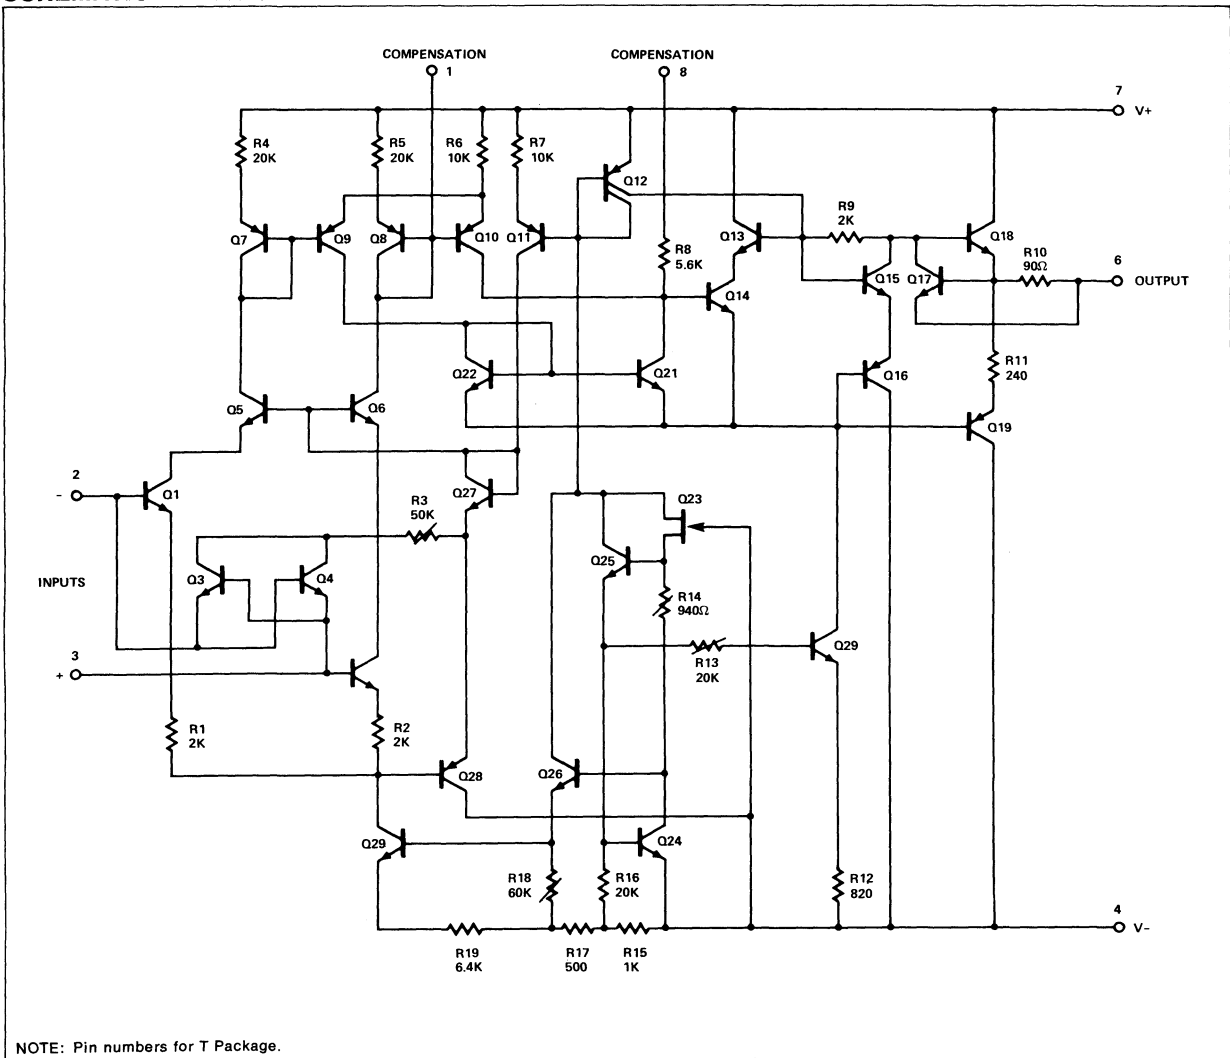 COMPENSATION
1
COMPENSATION
8
7
V+
R4
20K
R5
20K
R6
10K
R7
10K
Q12
R9
2K
Q7
Q9
Q8
Q10
Q11
R8
5.6K
Q13
Q18
R10
90Ω
6
OUTPUT
Q14
Q15
Q17
Q22
Q21
Q16
R11
240
Q5
Q6
Q19
2
-
Q1
R3
50K
Q27
Q23
INPUTS
Q3
Q4
Q25
R14
940Ω
3
+
R13
20K
Q29
R1
2K
R2
2K
Q28
Q26
Q29
Q24
R18
60K
R16
20K
R12
820
4
V-
R19
6.4K
R17
500
R15
1K
NOTE: Pin numbers for T Package.